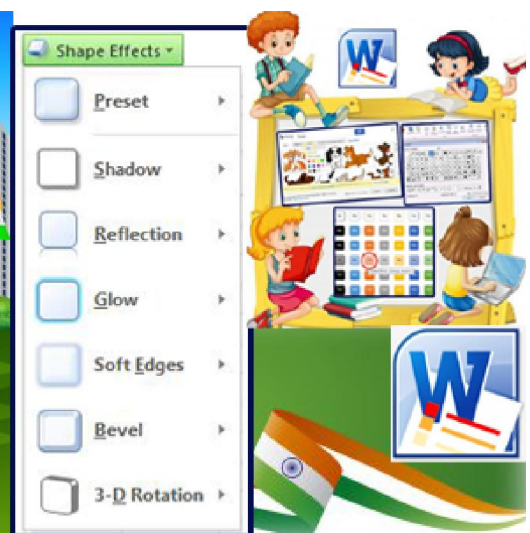 Shape Effects
Preset
Shadow
Reflection
Glow
Soft Edges
Bevel
3-D Rotation
W
W